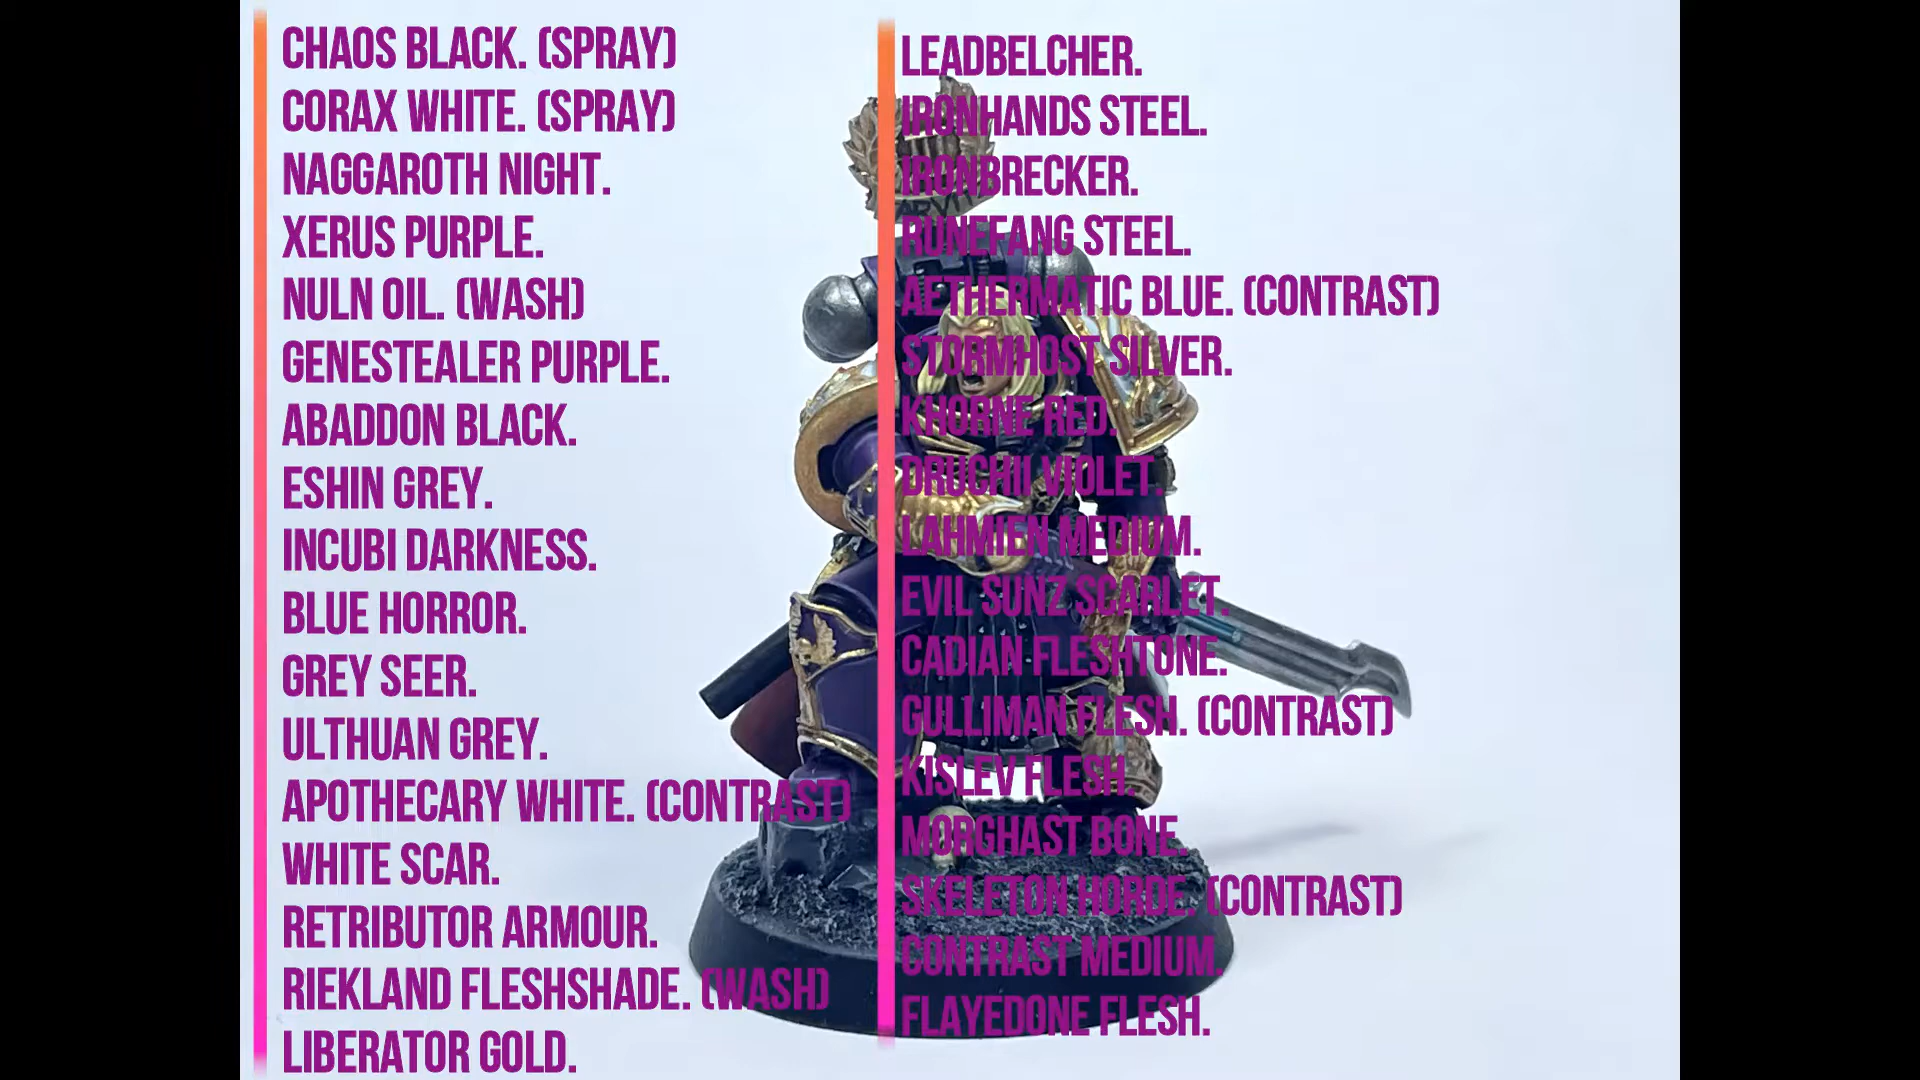 CHAOS BLACK. (SPRAY)
CORAX WHITE. (SPRAY)
NAGGAROTH NIGHT.
XERUS PURPLE.
NULN OIL. (WASH)
GENESTEALER PURPLE.
ABADDON BLACK.
ESHIN GREY.
INCUBI DARKNESS.
BLUE HORROR.
GREY SEER.
ULTHUAN GREY.
APOTHECARY WHITE. (CONTRAST)
WHITE SCAR.
RETRIBUTOR ARMOUR.
RIEKLAND FLESHSHADE. (WASH)
LIBERATOR GOLD.
LEADBELCHER.
IRONHANDS STEEL.
IRONBRECKER.
RUNEFANG STEEL.
AETHERMATIC BLUE. (CONTRAST)
STORMHOST SILVER.
KHORNE RED.
DRUCHII VIOLET.
LAHMIEN MEDIUM.
EVIL SUNZ SCARLET.
CADIAN FLESHTONE.
GULLIMAN FLESH. (CONTRAST)
KISLEV FLESH.
MORGHAST BONE.
SKELETON HORDE. (CONTRAST)
CONTRAST MEDIUM.
FLAYEDONE FLESH.